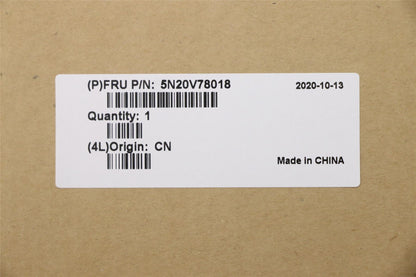 (P)FRU P/N: 5N20V78018
2020-10-13
Quantity: 1
(4L)Origin: CN
Made in CHINA